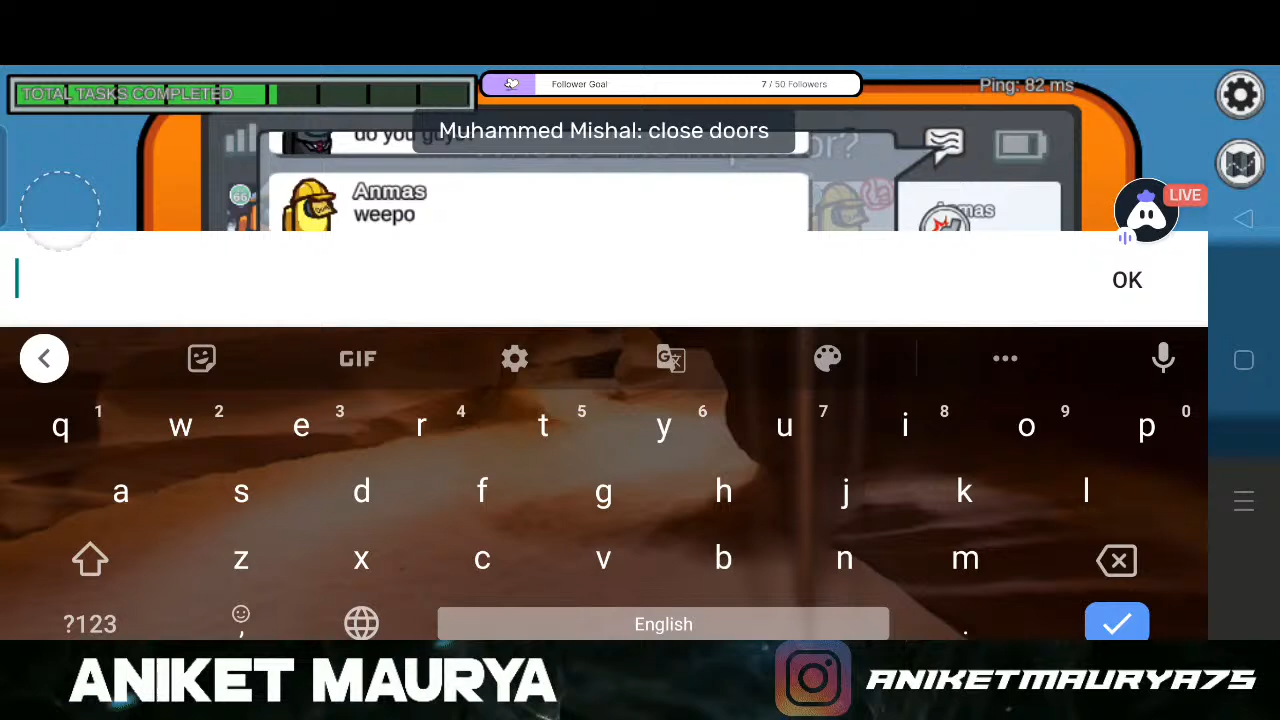 TOTAL TASKS COMPLETED
Follower Goal
7 / 50 Followers
Ping: 82 ms
do you guys
Muhammed Mishal: close doors
or?
Anmas
weepo
LIVE
OK
GIF
q 1 w 2 e 3 r 4 t 5 y 6 u 7 i 8 o 9 p 0
a s d f g h j k l
z x c v b n m
?123 , English .
ANIKET MAURYA
ANIKETMAURYA75